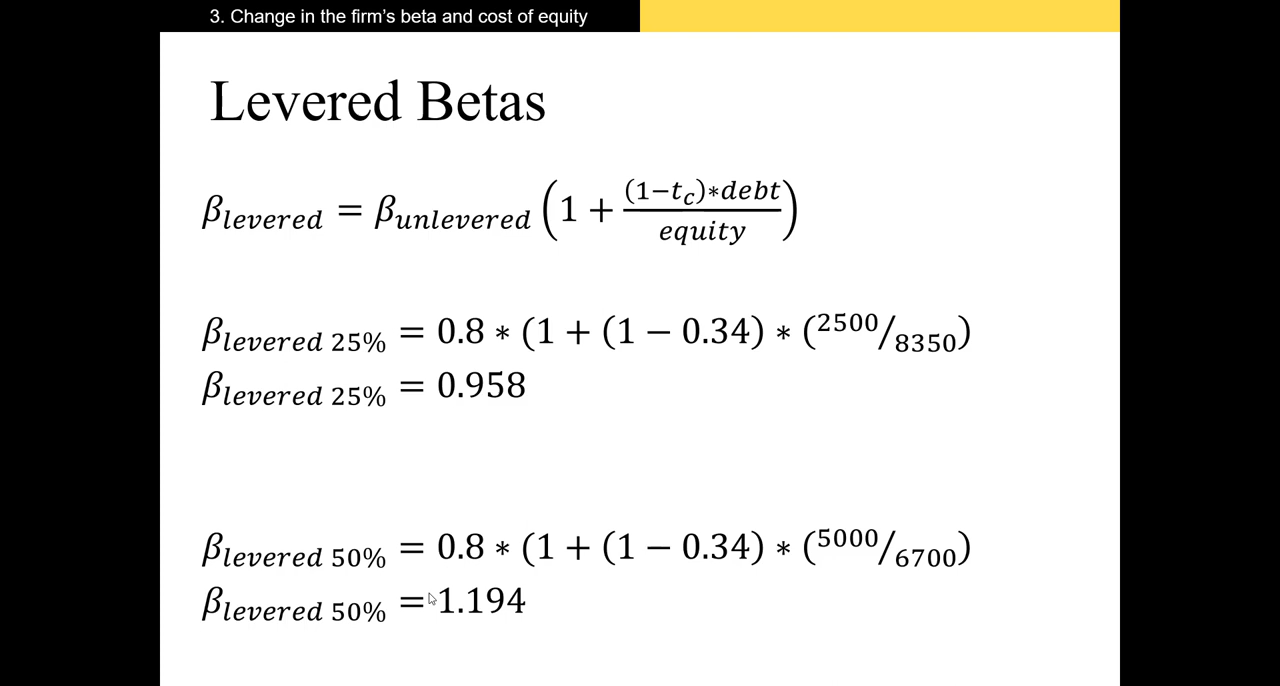 3. Change in the firm's beta and cost of equity
Levered Betas
β_levered = β_unlevered (1 + (1−t_c)∗debt / equity)
β_levered 25% = 0.8 ∗ (1 + (1 − 0.34) ∗ (2500/8350)
β_levered 25% = 0.958
β_levered 50% = 0.8 ∗ (1 + (1 − 0.34) ∗ (5000/6700)
β_levered 50% = 1.194